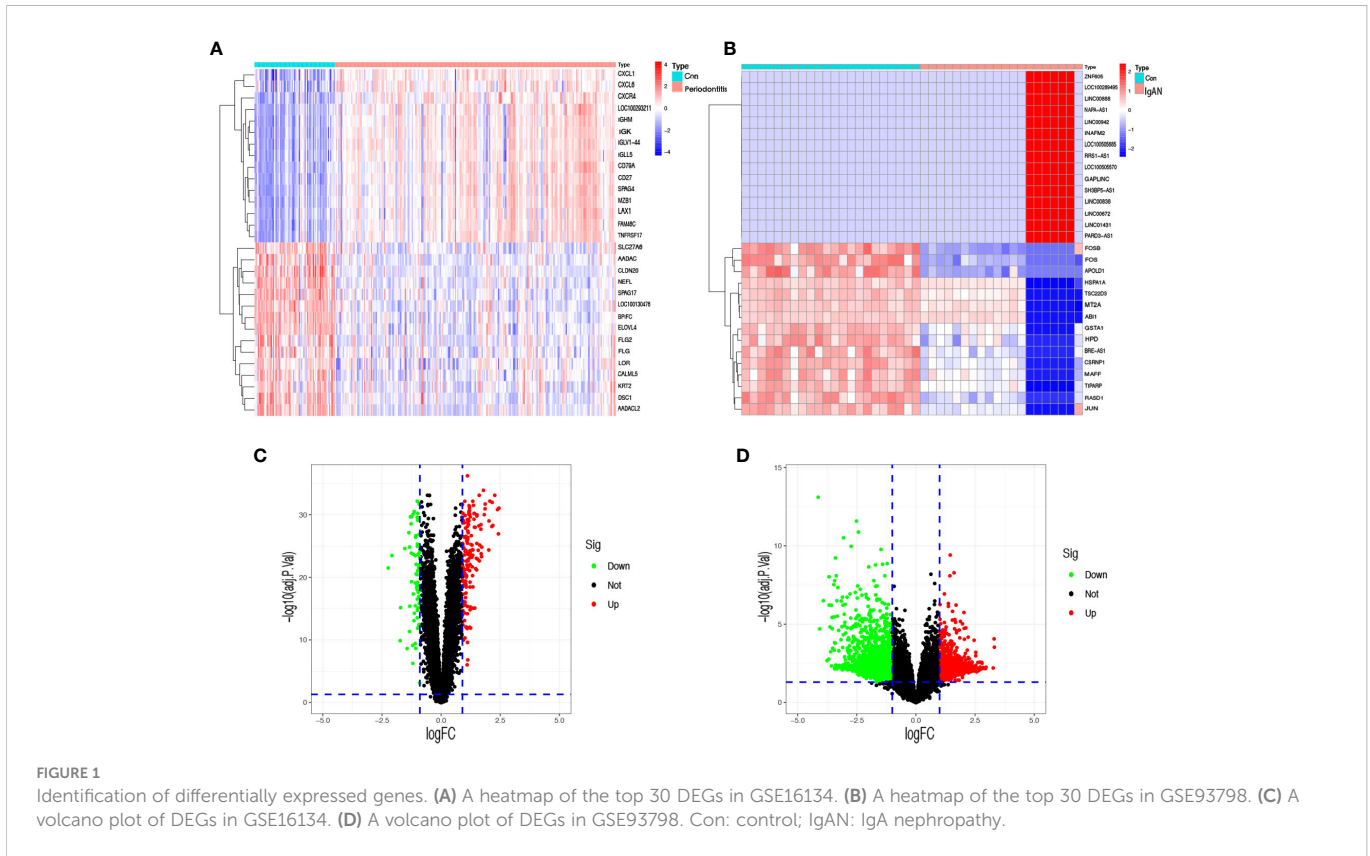 A
Type
CXCL1
CXCL6
CXCR4
LOC100293211
IGHM
IGK
IGLV1-44
IGLL5
CD79A
CD27
SPAG4
MZB1
LAX1
FAM46C
TNFRSF17
SLC27A6
AADAC
CLDN20
NEFL
SPAG17
LOC100130476
BPIFC
ELOVL4
FLG2
FLG
LOR
CALML5
KRT2
DSC1
AADACL2
4
2
0
-2
-4
Type
Con
Periodontitis
B
Type
ZNF805
LOC100289495
LINC00888
NAPA-AS1
LINC00942
INAFM2
LOC100505685
RRS1-AS1
LOC100505570
GAPLINC
SH3BP5-AS1
LINC00838
LINC00672
LINC01431
PARD3-AS1
FOSB
FOS
APOLD1
HSPA1A
TSC22D3
MT2A
ABI1
GSTA1
HPD
BRE-AS1
CSRNP1
MAFF
TIPARP
RASD1
JUN
2
1
0
-1
-2
Type
Con
IgAN
C
-log10(adj.P.Val)
30
20
10
0
-5.0
-2.5
0.0
2.5
5.0
logFC
Sig
Down
Not
Up
D
-log10(adj.P.Val)
15
10
5
0
-5.0
-2.5
0.0
2.5
5.0
logFC
Sig
Down
Not
Up
FIGURE 1
Identification of differentially expressed genes. (A) A heatmap of the top 30 DEGs in GSE16134. (B) A heatmap of the top 30 DEGs in GSE93798. (C) A
volcano plot of DEGs in GSE16134. (D) A volcano plot of DEGs in GSE93798. Con: control; IgAN: IgA nephropathy.